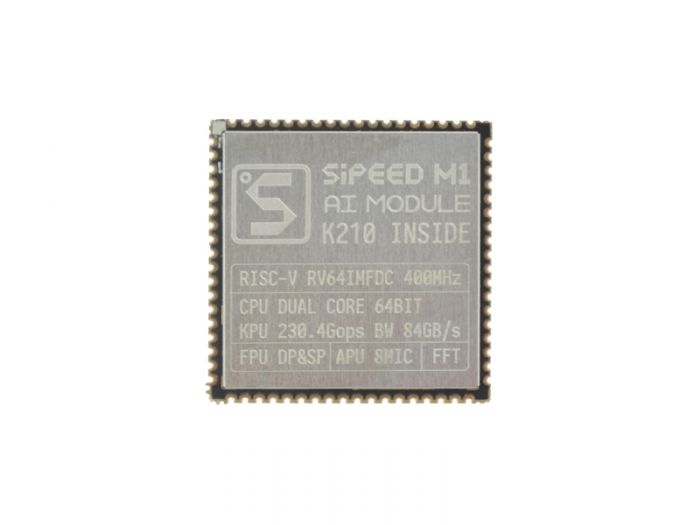 SiPEED M1
AI MODULE
K210 INSIDE
RISC-V RV64IMFDC 400MHz
CPU DUAL CORE 64BIT
KPU 230.4Gops BW 84GB/s
FPU DP&SP APU 8MIC FFT